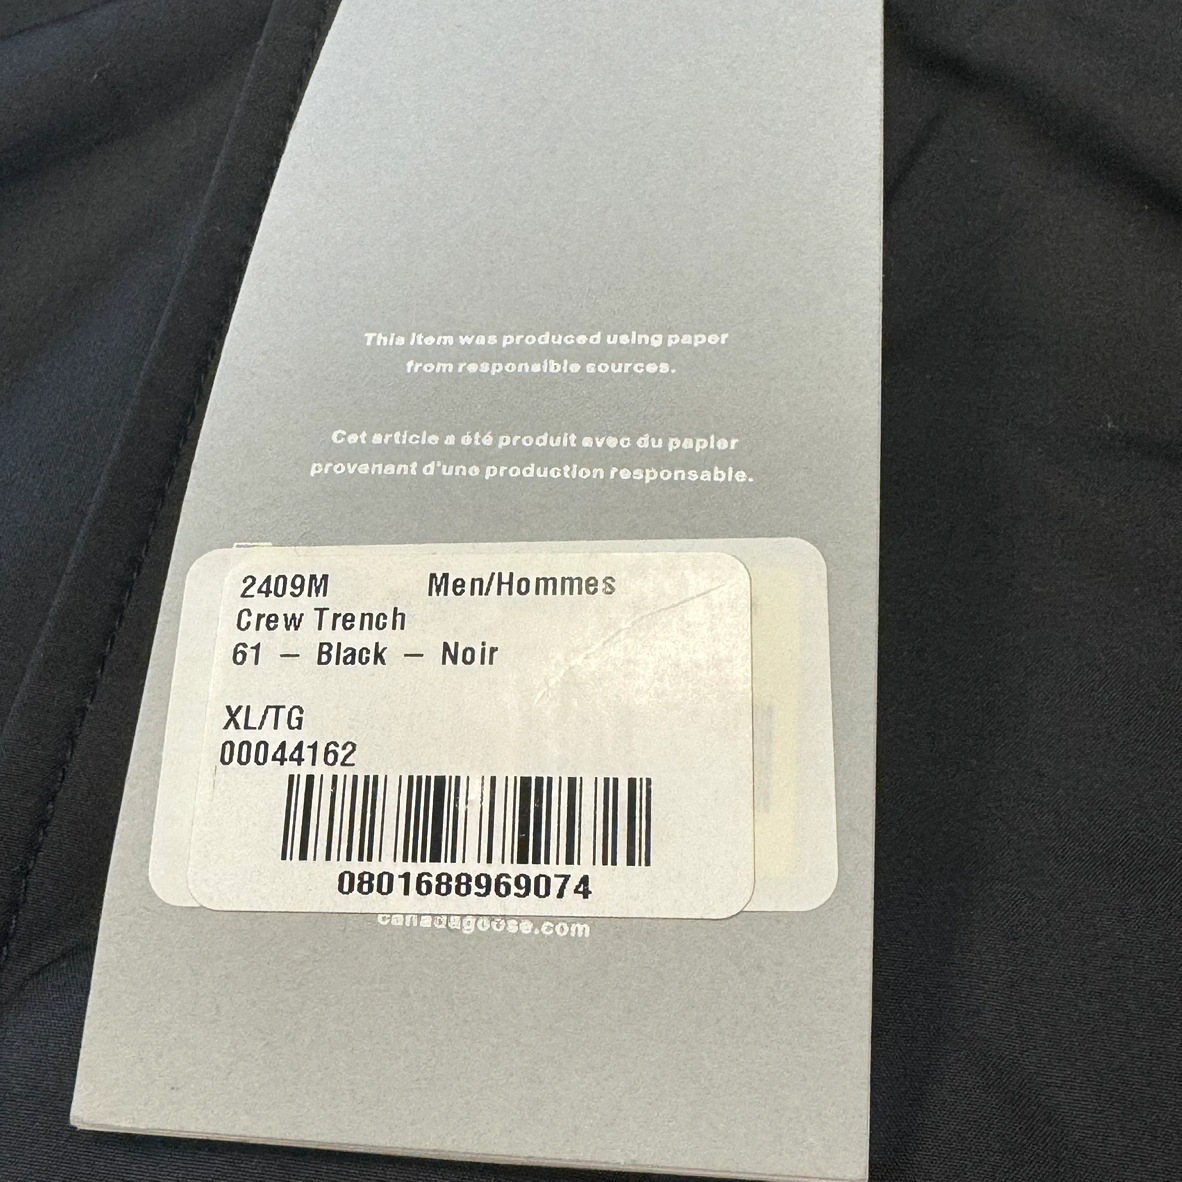 This item was produced using paper
from responsible sources.
Cet article a été produit avec du papier
provenant d'une production responsable.
2409M Men/Hommes
Crew Trench
61 – Black – Noir
XL/TG
00044162
0801688969074
canadagoose.com